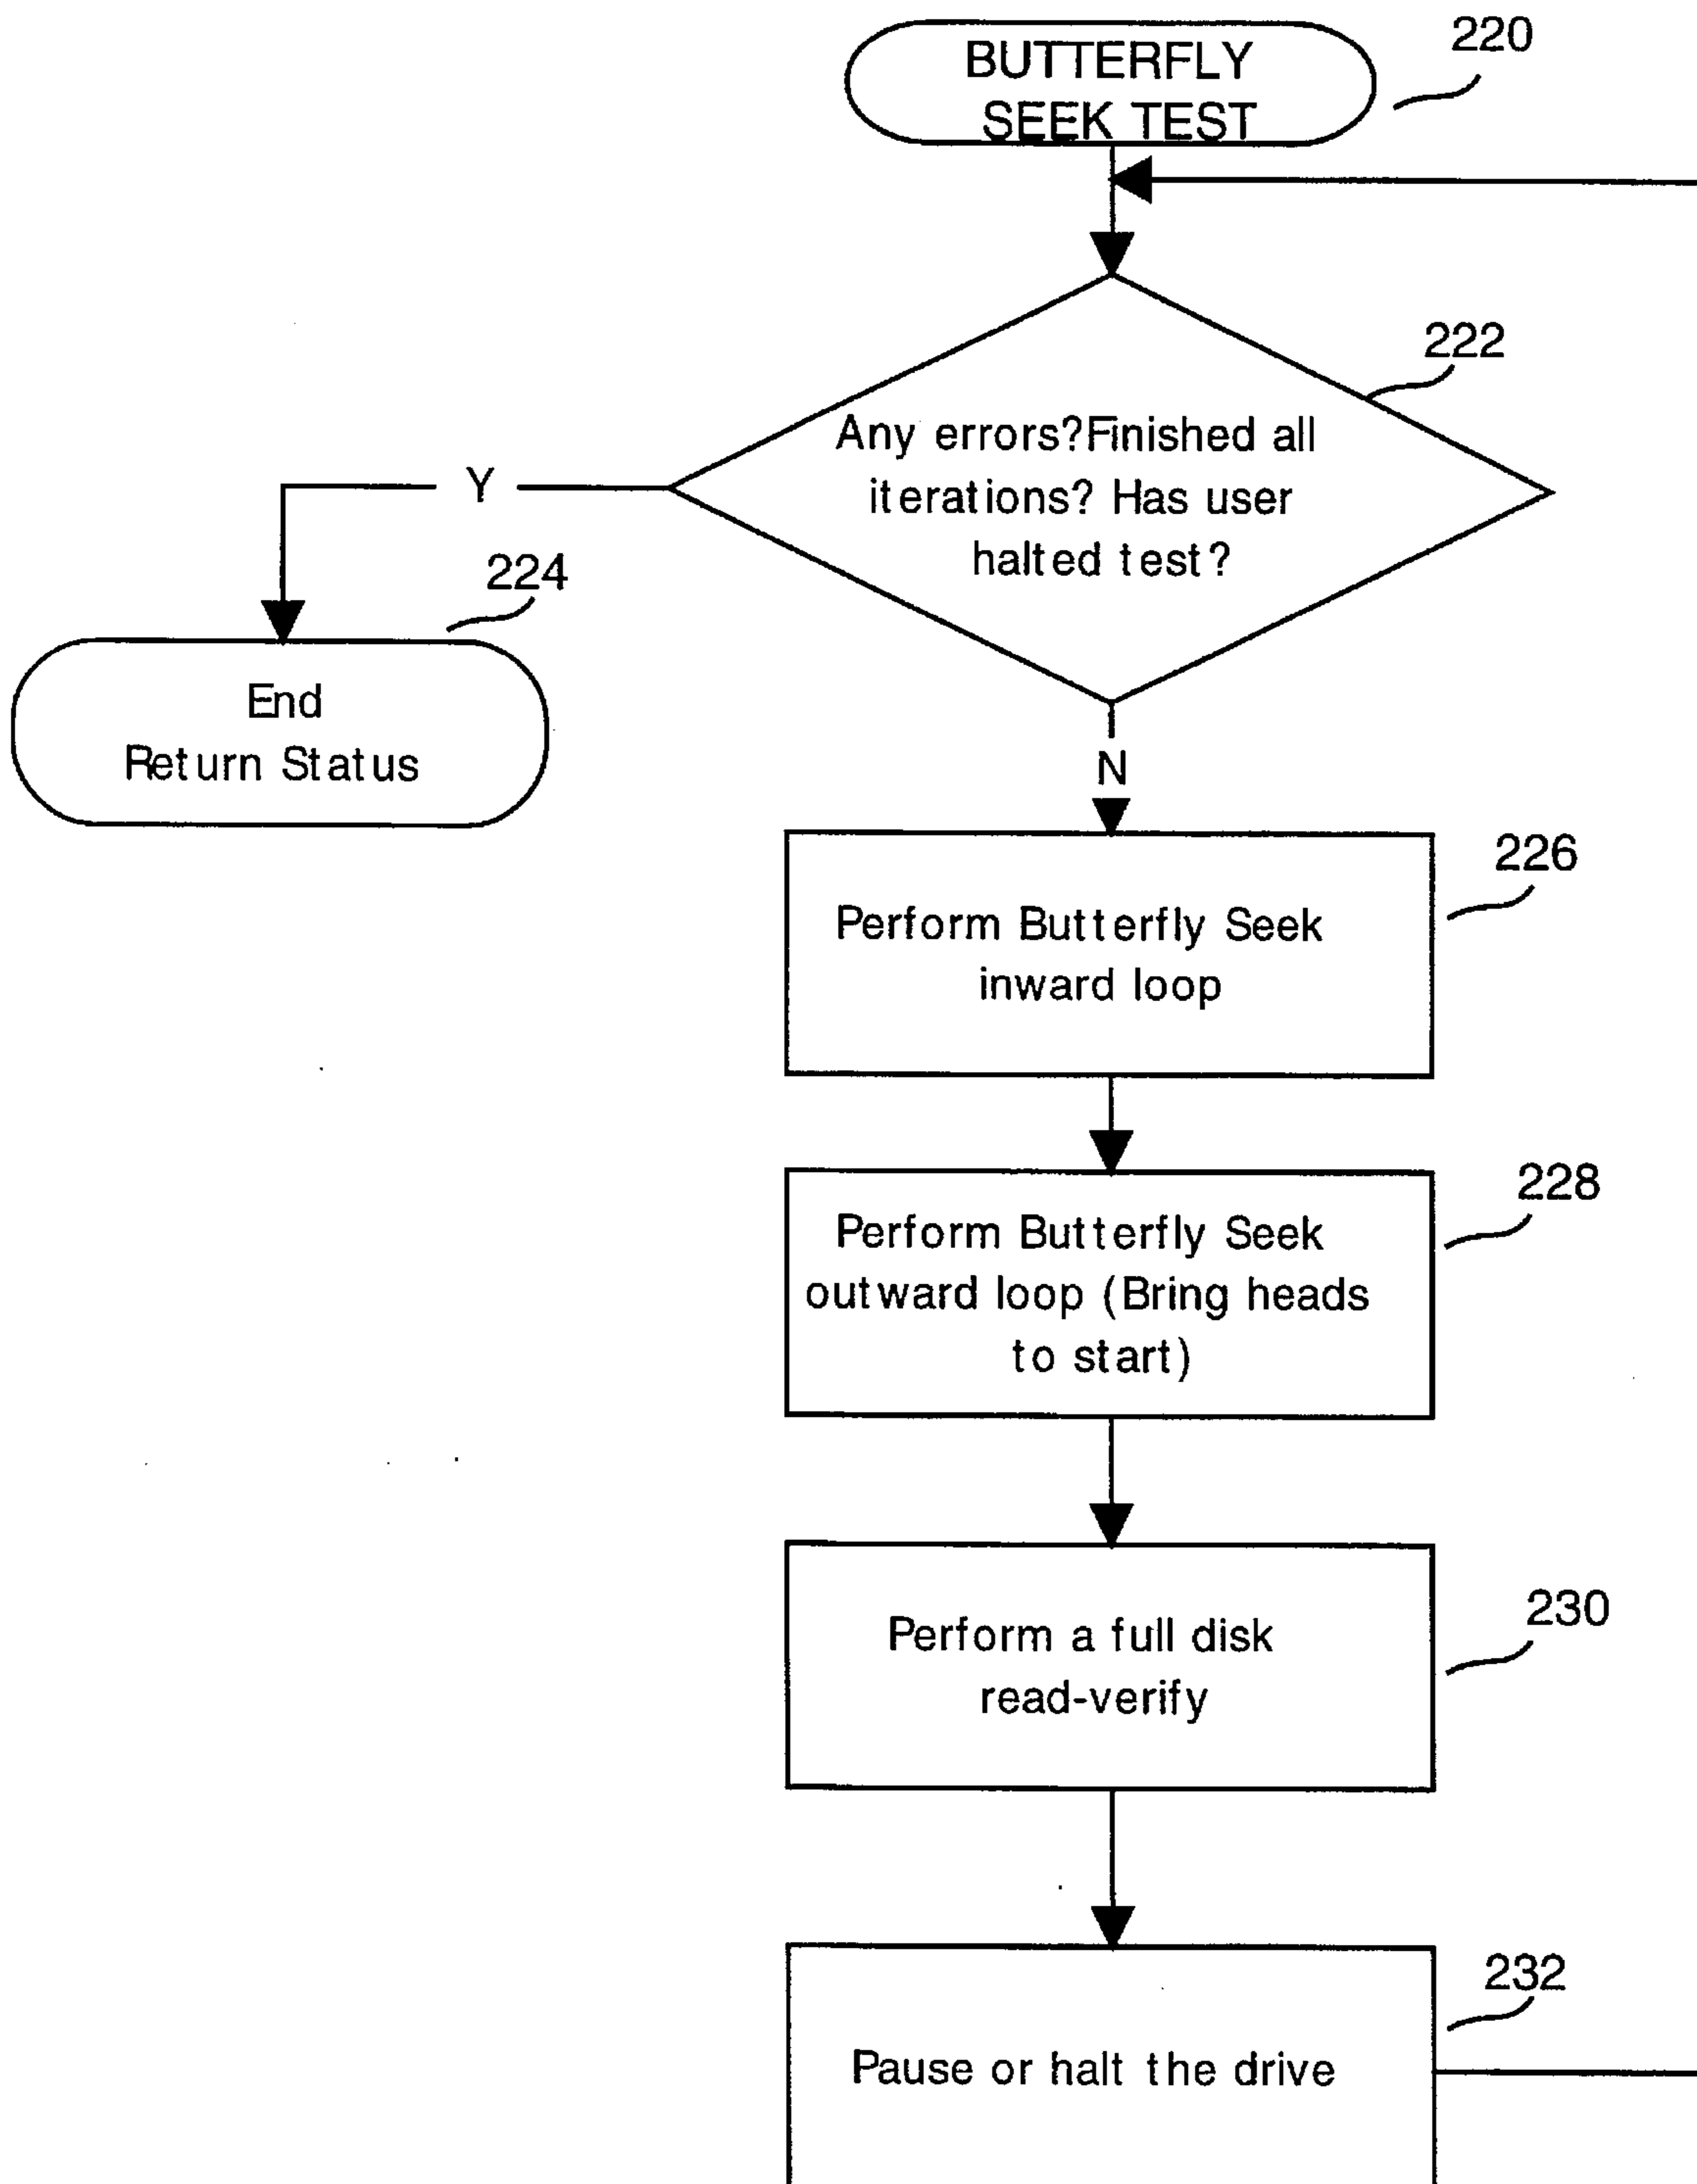 BUTTERFLY
SEEK TEST
220
222
Any errors?Finished all
iterations? Has user
halted test?
Y
224
End
Return Status
N
226
Perform Butterfly Seek
inward loop
228
Perform Butterfly Seek
outward loop (Bring heads
to start)
230
Perform a full disk
read-verify
232
Pause or halt the drive